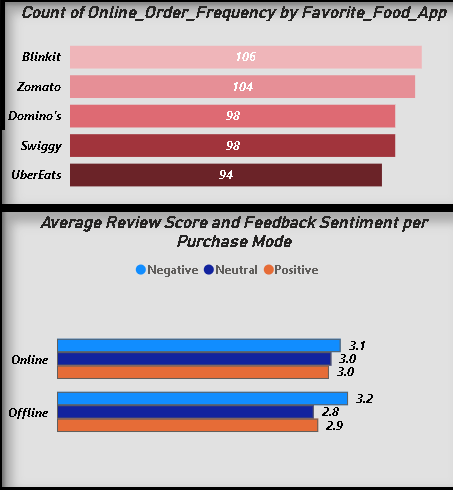 Count of Online_Order_Frequency by Favorite_Food_App
Blinkit 106
Zomato 104
Domino's 98
Swiggy 98
UberEats 94
Average Review Score and Feedback Sentiment per
Purchase Mode
Negative Neutral Positive
3.1
Online 3.0
3.0
3.2
Offline 2.8
2.9